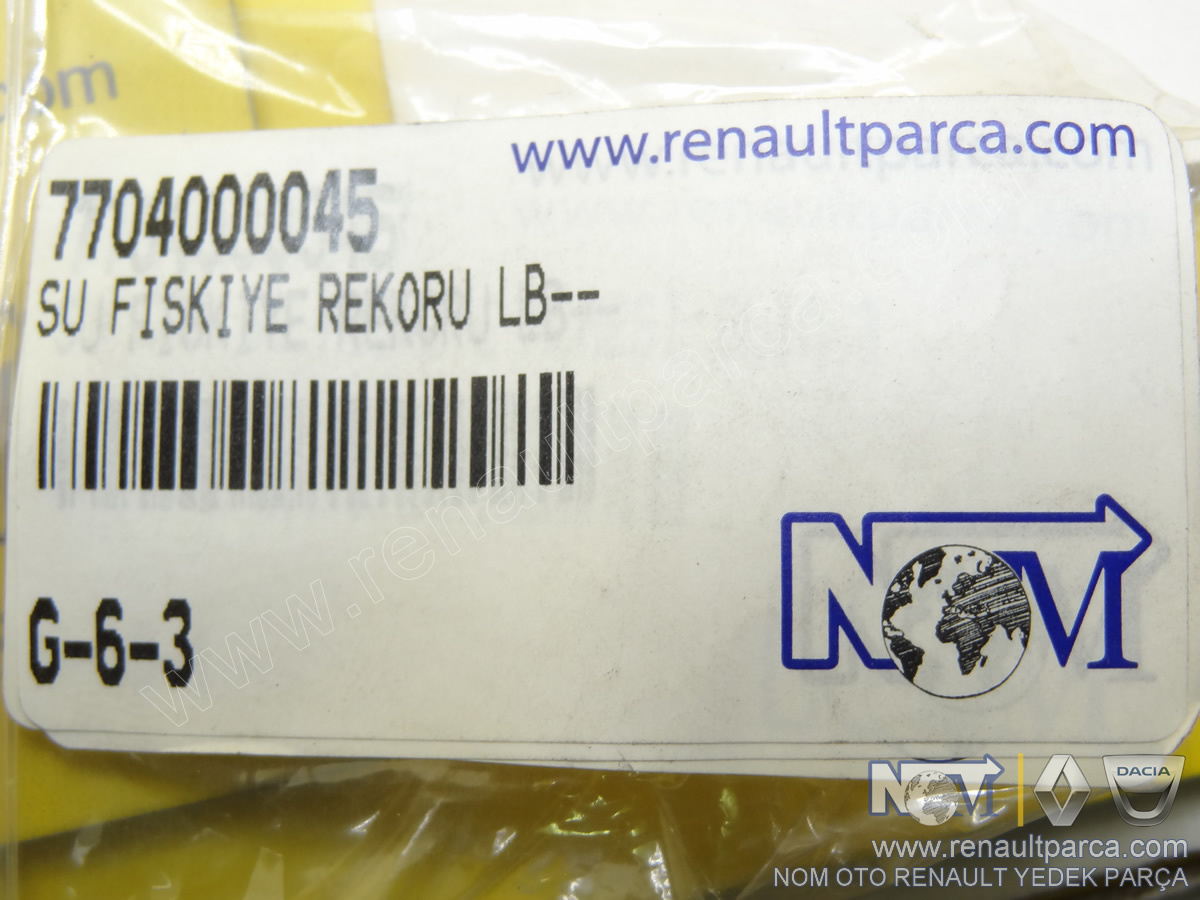 om
www.renaultparca.com
7704000045
SU FISKIYE REKORU LB--
G-6-3
NOM
www.renaultparca.com
NOM
DACIA
www.renaultparca.com
NOM OTO RENAULT YEDEK PARÇA